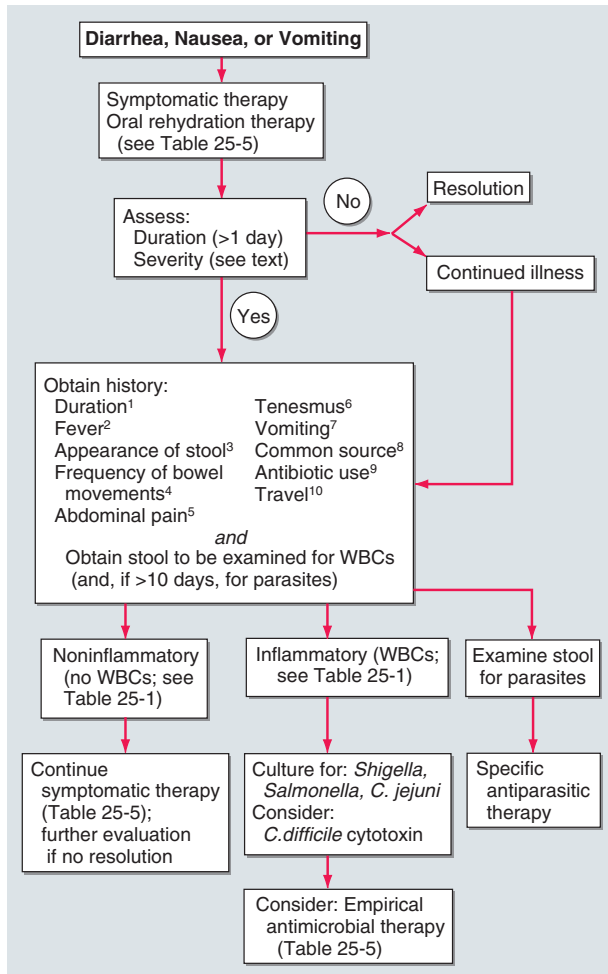 Diarrhea, Nausea, or Vomiting
Symptomatic therapy
Oral rehydration therapy
(see Table 25-5)
Assess:
Duration (>1 day)
Severity (see text)
No
Resolution
Continued illness
Yes
Obtain history:
Duration¹
Fever²
Appearance of stool³
Frequency of bowel
movements⁴
Abdominal pain⁵
Tenesmus⁶
Vomiting⁷
Common source⁸
Antibiotic use⁹
Travel¹⁰
and
Obtain stool to be examined for WBCs
(and, if >10 days, for parasites)
Noninflammatory
(no WBCs; see
Table 25-1)
Inflammatory (WBCs;
see Table 25-1)
Examine stool
for parasites
Continue
symptomatic therapy
(Table 25-5);
further evaluation
if no resolution
Culture for: Shigella,
Salmonella, C. jejuni
Consider:
C.difficile cytotoxin
Specific
antiparasitic
therapy
Consider: Empirical
antimicrobial therapy
(Table 25-5)